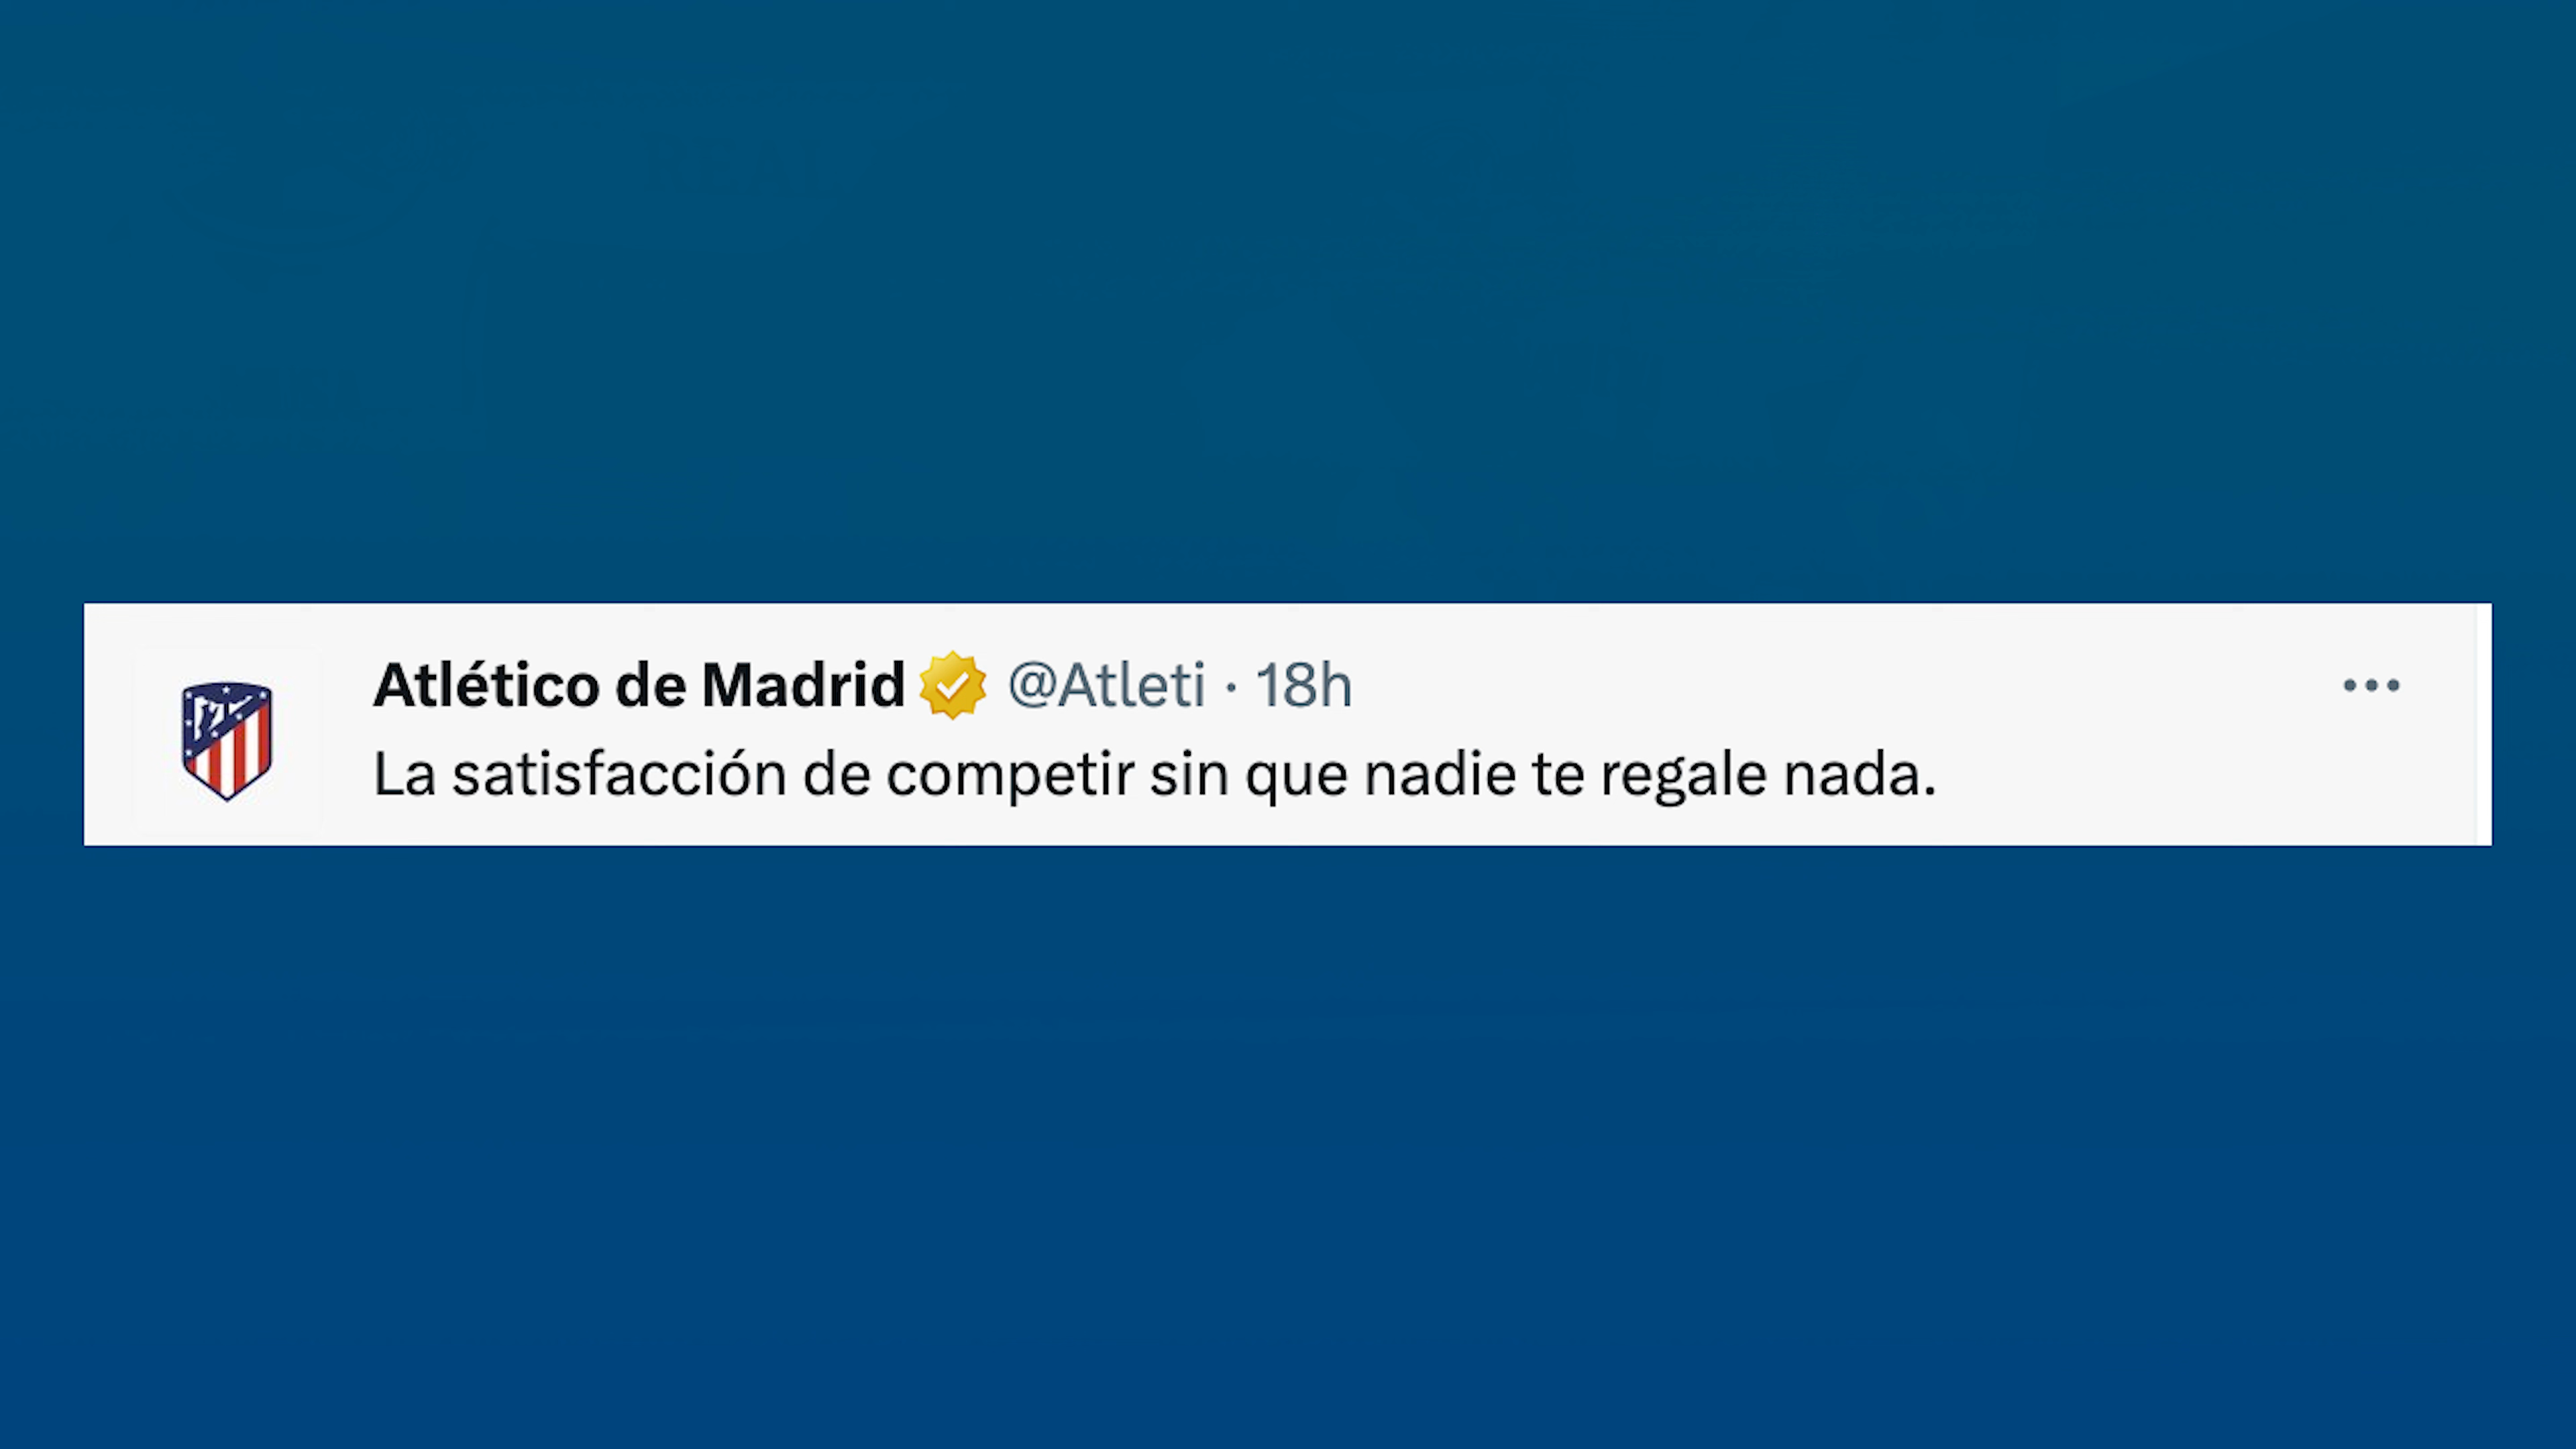 Atlético de Madrid @Atleti · 18h
La satisfacción de competir sin que nadie te regale nada.